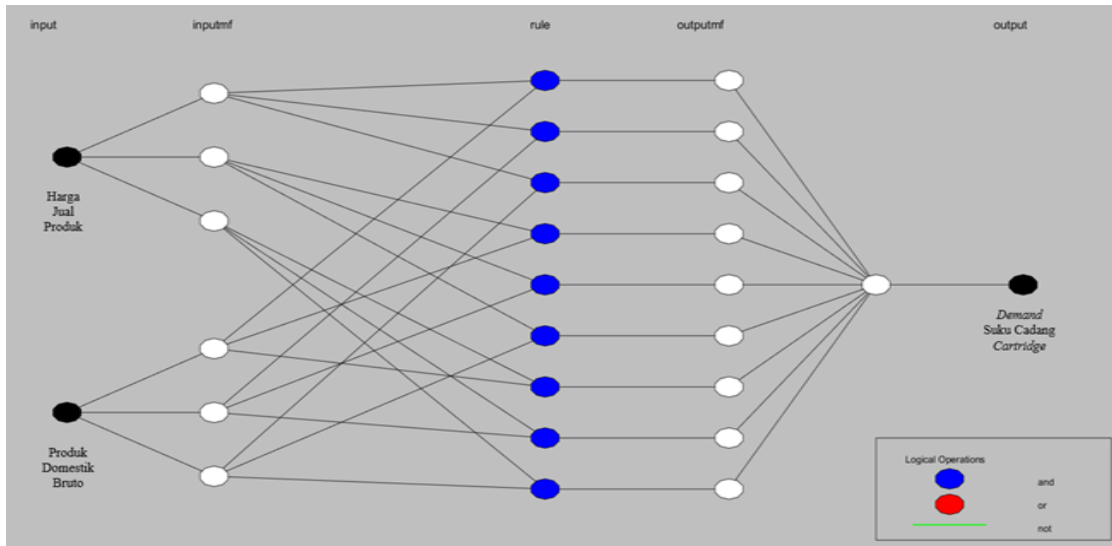 input
inputmf
rule
outputmf
output
Harga
Jual
Produk
Produk
Domestik
Bruto
Demand
Suku Cadang
Cartridge
Logical Operations
and
or
not